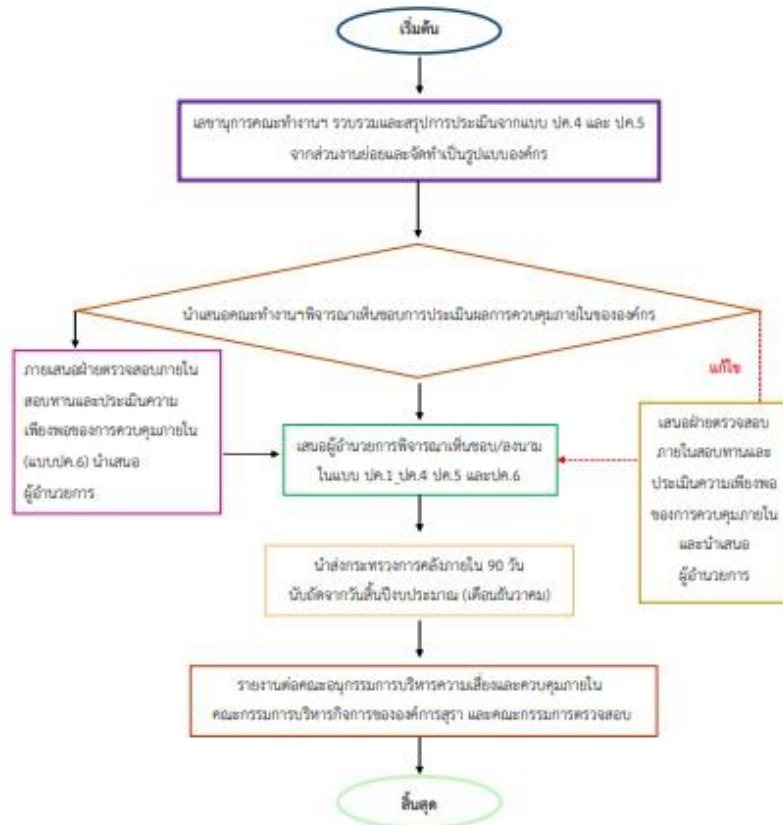 เริ่มต้น
เลขานุการคณะทำงานฯ รวบรวมและสรุปการประเมินจากแบบ ปค.4 และ ปค.5
จากส่วนงานย่อยและจัดทำเป็นรูปแบบองค์กร
นำเสนอคณะทำงานฯพิจารณาเห็นชอบการประเมินผลการควบคุมภายในขององค์กร
ภายเสนอฝ่ายตรวจสอบภายใน
สอบทานและประเมินความ
เพียงพอของการควบคุมภายใน
(แบบปค.6) นำเสนอ
ผู้อำนวยการ
แก้ไข
เสนอผู้อำนวยการพิจารณาเห็นชอบ/ลงนาม
ในแบบ ปค.1_ปค.4 ปค.5 และปค.6
เสนอฝ่ายตรวจสอบ
ภายในสอบทานและ
ประเมินความเพียงพอ
ของการควบคุมภายใน
และนำเสนอ
ผู้อำนวยการ
นำส่งกระทรวงการคลังภายใน 90 วัน
นับถัดจากวันสิ้นปีงบประมาณ (เดือนธันวาคม)
รายงานต่อคณะอนุกรรมการบริหารความเสี่ยงและควบคุมภายใน
คณะกรรมการบริหารกิจการขององค์การสุรา และคณะกรรมการตรวจสอบ
สิ้นสุด